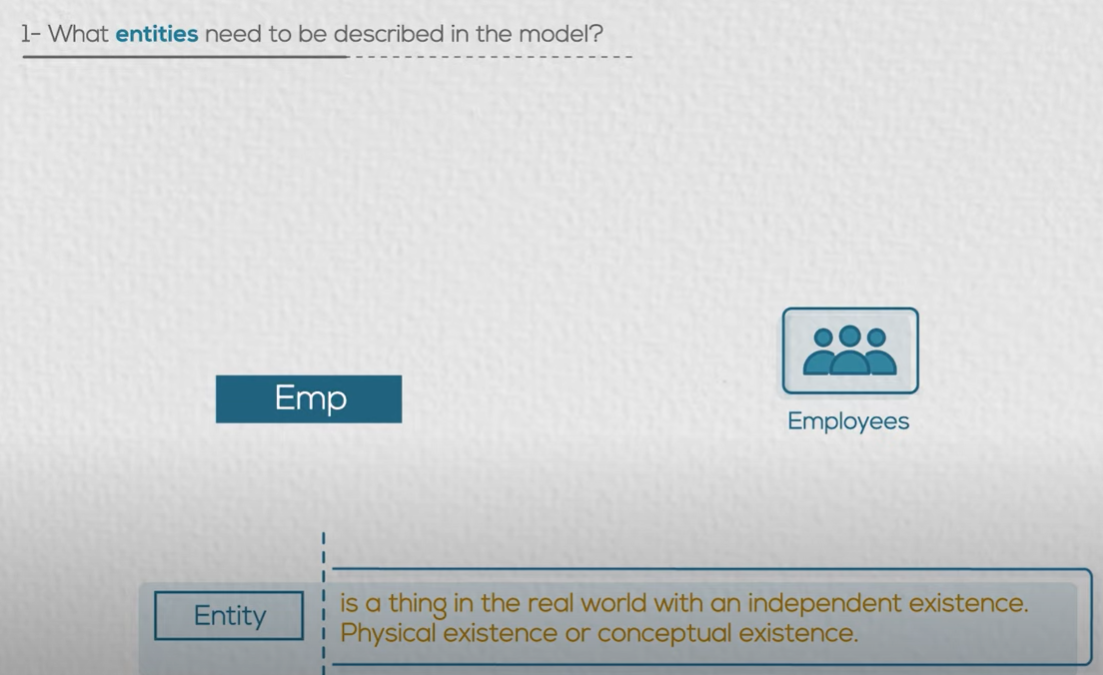 1- What entities need to be described in the model?
Emp
Employees
Entity
is a thing in the real world with an independent existence.
Physical existence or conceptual existence.